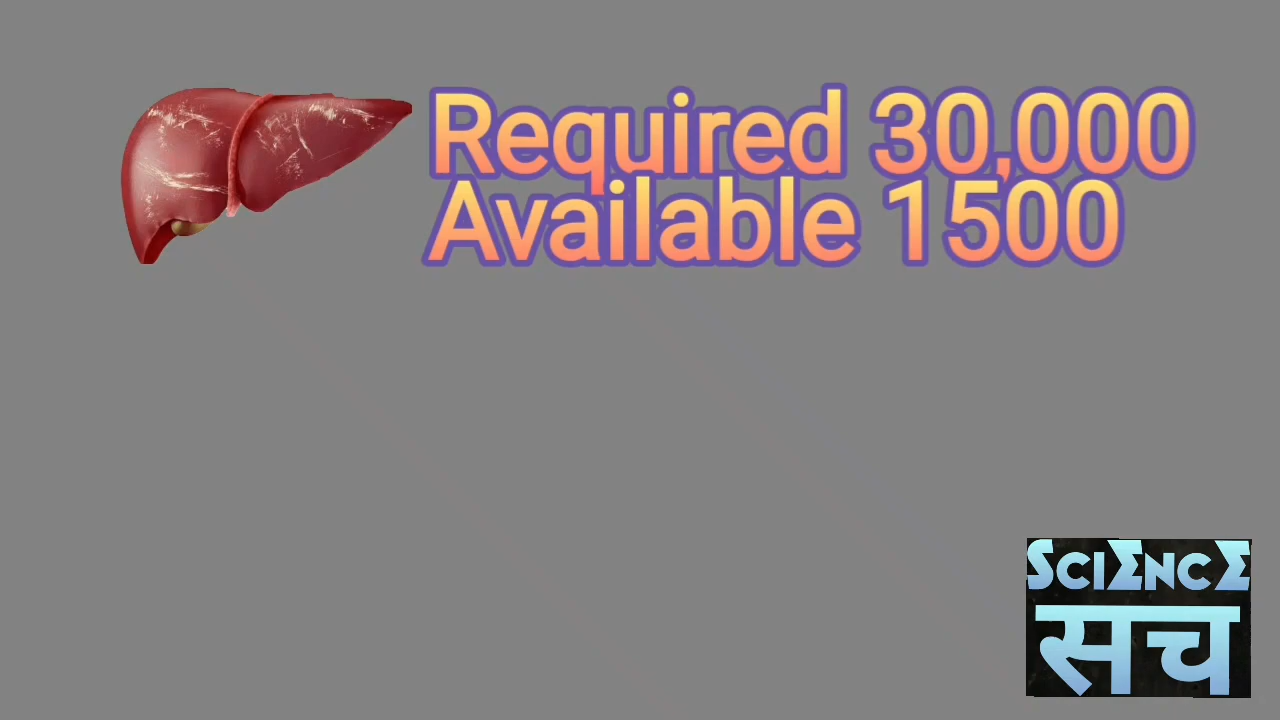 Required 30,000
Available 1500
SCIENCE
सच